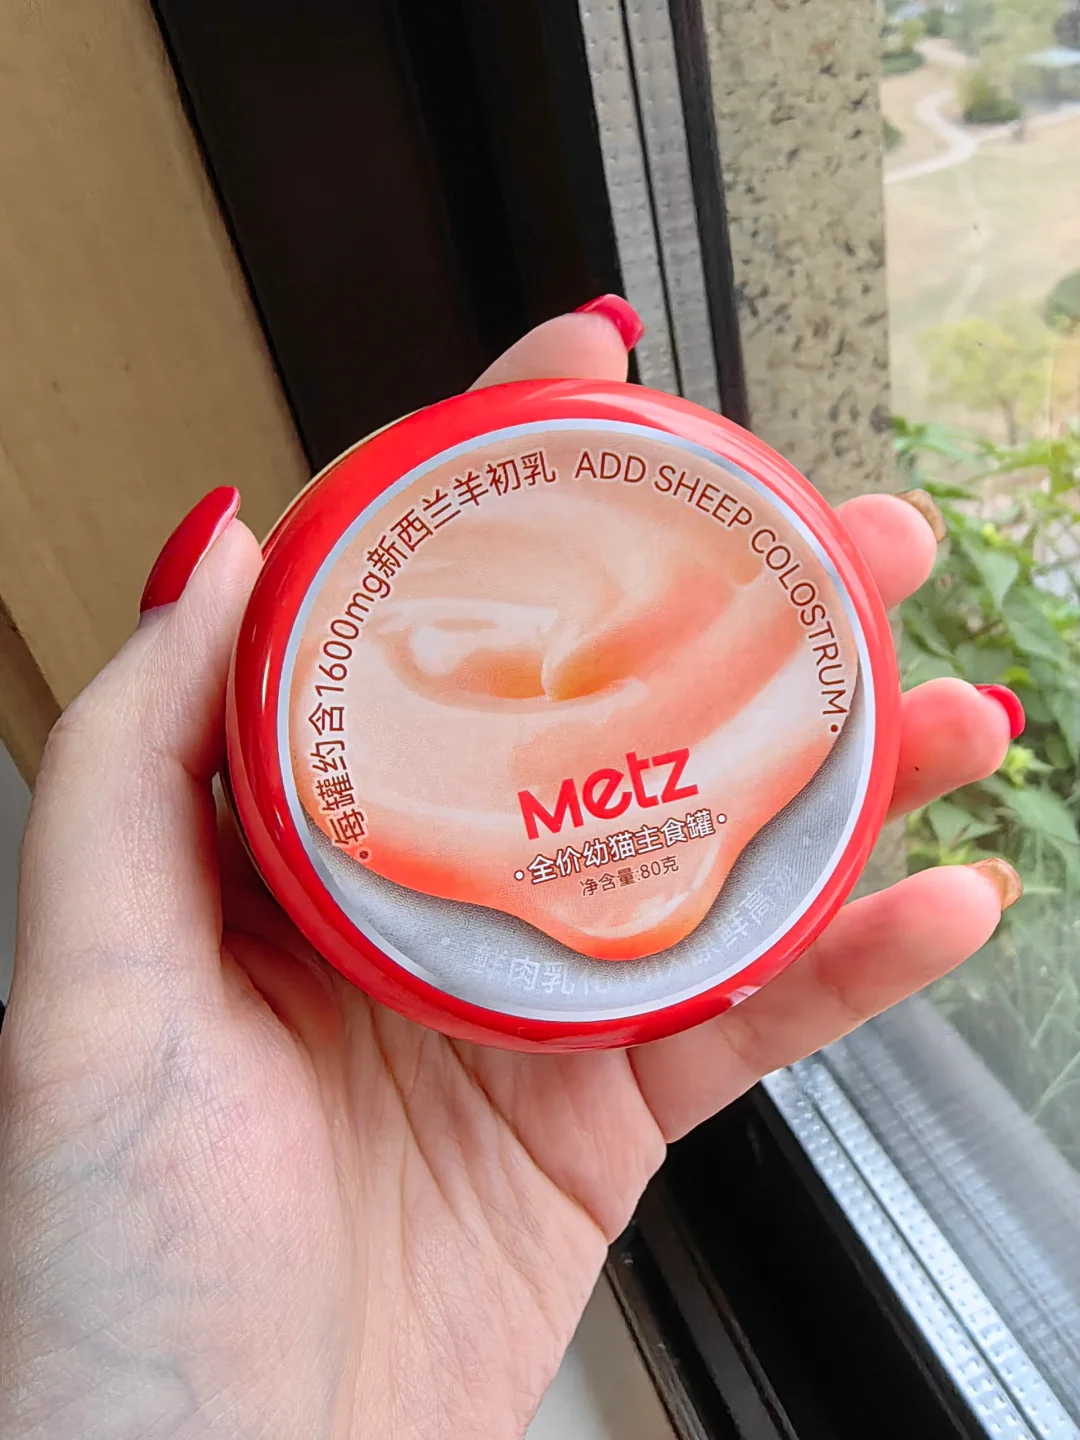 ·每罐约含1600mg新西兰羊初乳 ADD SHEEP COLOSTRUM·
Metz
·全价幼猫主食罐·
净含量:80克
鲜肉乳化